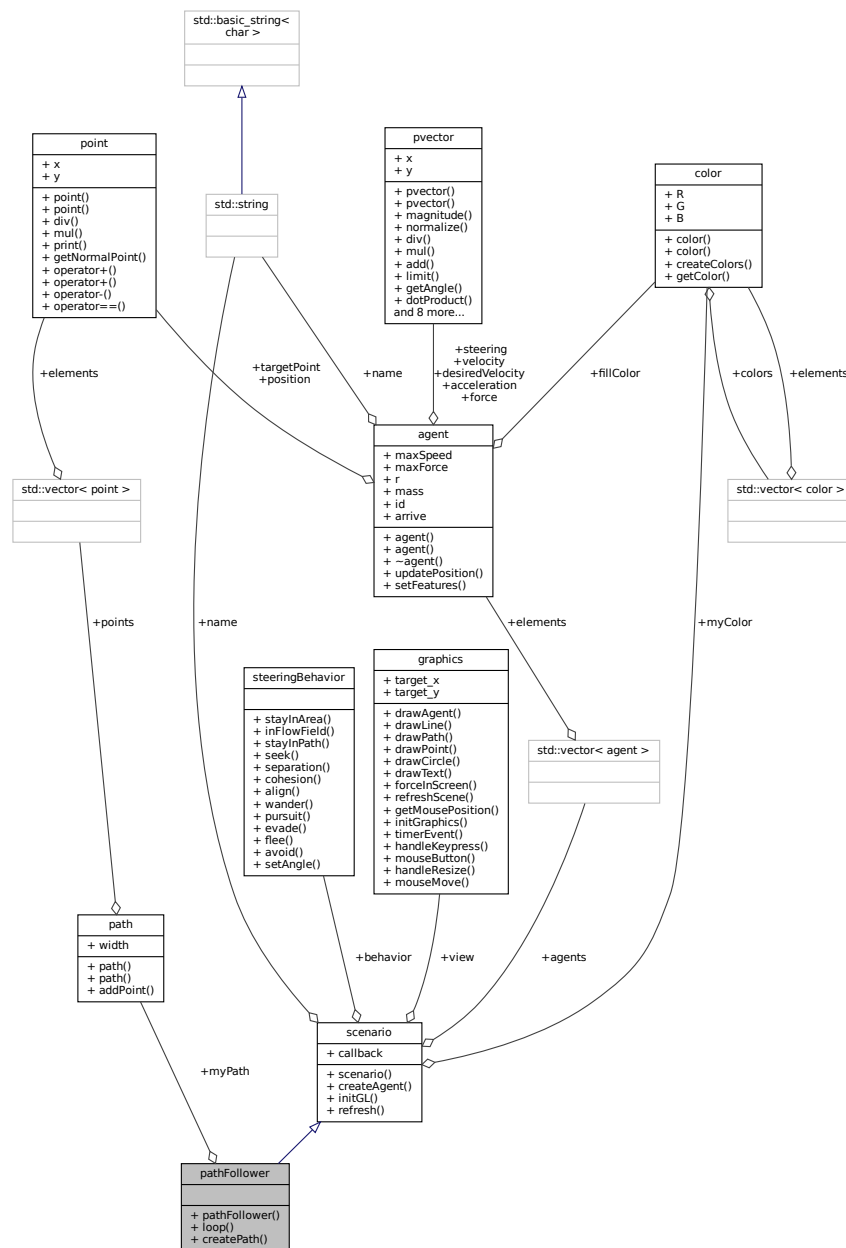 std::basic_string<
char >
point
+ x
+ y
+ point()
+ point()
+ div()
+ mul()
+ print()
+ getNormalPoint()
+ operator+()
+ operator+()
+ operator-()
+ operator==()
std::string
pvector
+ x
+ y
+ pvector()
+ pvector()
+ magnitude()
+ normalize()
+ div()
+ mul()
+ add()
+ limit()
+ getAngle()
+ dotProduct()
and 8 more...
color
+ R
+ G
+ B
+ color()
+ color()
+ createColors()
+ getColor()
+elements
+targetPoint
+position
+name
+steering
+velocity
+desiredVelocity
+acceleration
+force
+fillColor
+colors
+elements
std::vector< point >
agent
+ maxSpeed
+ maxForce
+ r
+ mass
+ id
+ arrive
+ agent()
+ agent()
+ ~agent()
+ updatePosition()
+ setFeatures()
std::vector< color >
+points
+name
+elements
+myColor
steeringBehavior
+ stayInArea()
+ inFlowField()
+ stayInPath()
+ seek()
+ separation()
+ cohesion()
+ align()
+ wander()
+ pursuit()
+ evade()
+ flee()
+ avoid()
+ setAngle()
graphics
+ target_x
+ target_y
+ drawAgent()
+ drawLine()
+ drawPath()
+ drawPoint()
+ drawCircle()
+ drawText()
+ forceInScreen()
+ refreshScene()
+ getMousePosition()
+ initGraphics()
+ timerEvent()
+ handleKeypress()
+ mouseButton()
+ handleResize()
+ mouseMove()
std::vector< agent >
path
+ width
+ path()
+ path()
+ addPoint()
+behavior
+view
+agents
scenario
+ callback
+ scenario()
+ createAgent()
+ initGL()
+ refresh()
+myPath
pathFollower
+ pathFollower()
+ loop()
+ createPath()